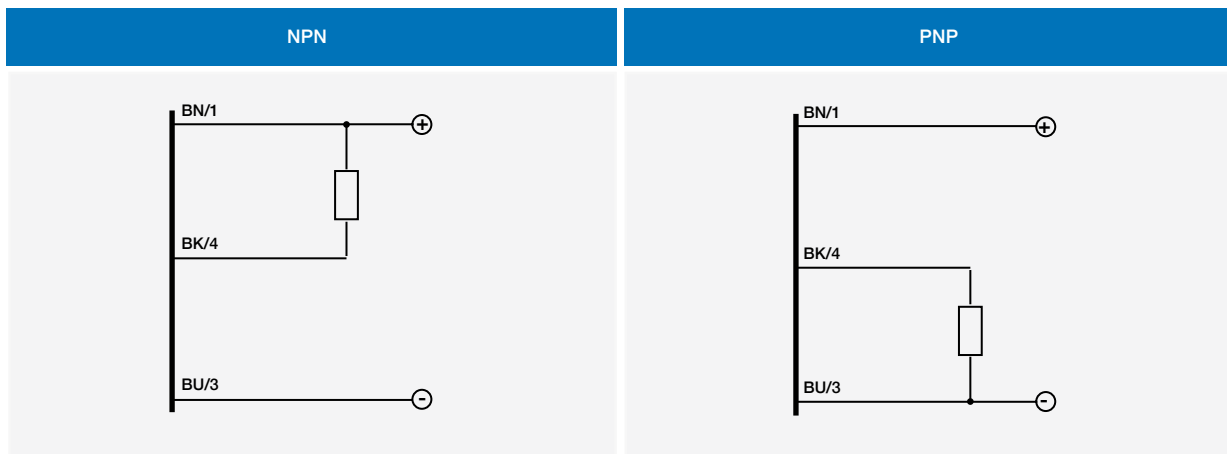 NPN
PNP
BN/1
+
BK/4
BU/3
-
BN/1
+
BK/4
BU/3
-